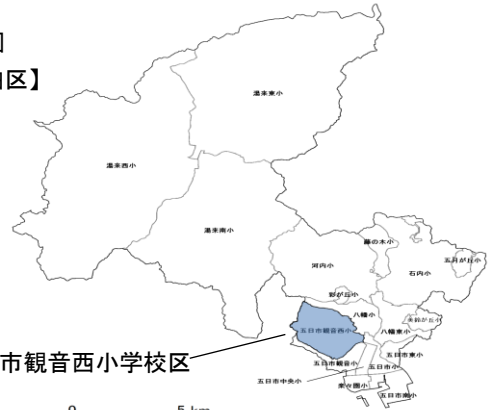 区】
湯来東小
湯来西小
湯来南小
藤の木小
五月が丘小
河内小
石内小
彩が丘小
八幡小
美鈴が丘小
五日市観音西小
八幡東小
市観音西小学校区
五日市東小
五日市観音小
五日市小
五日市中央小
楽々園小
五日市南小
0 5 km